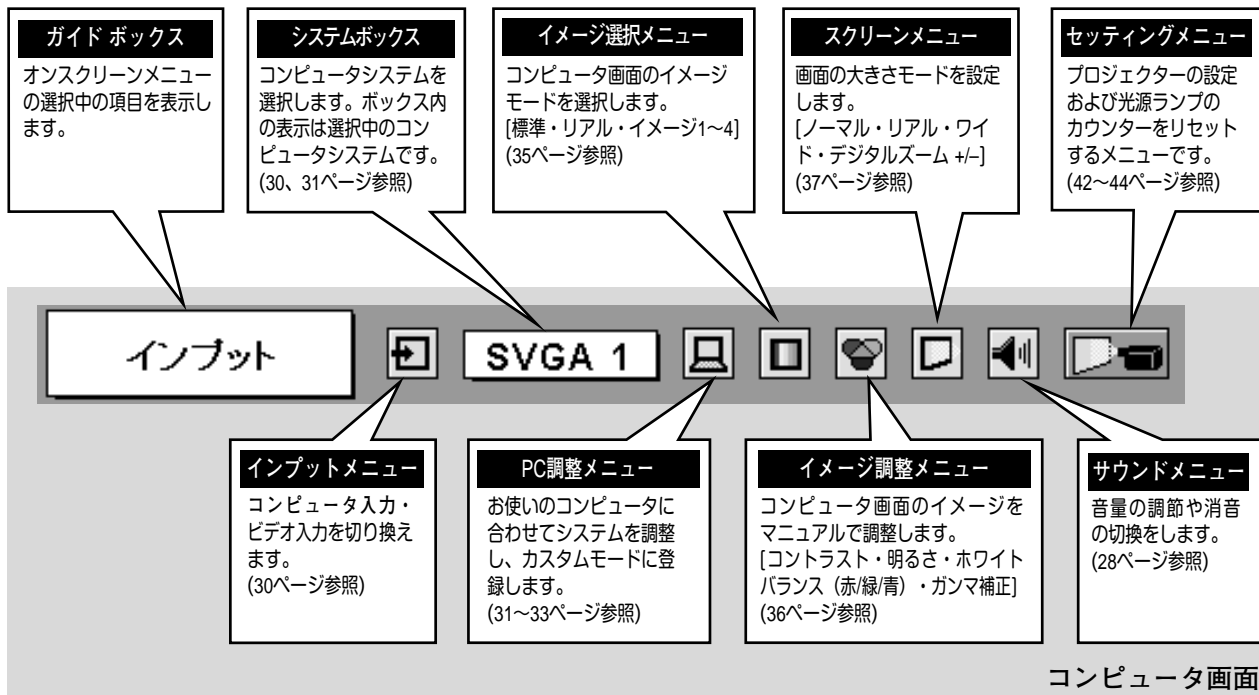 ガイド ボックス
オンスクリーンメニュー
の選択中の項目を表示し
ます。
システムボックス
コンピュータシステムを
選択します。ボックス内
の表示は選択中のコン
ピュータシステムです。
(30、31ページ参照)
イメージ選択メニュー
コンピュータ画面のイメージ
モードを選択します。
[標準・リアル・イメージ1〜4]
(35ページ参照)
スクリーンメニュー
画面の大きさモードを設定
します。
[ノーマル・リアル・ワイ
ド・デジタルズーム +/–]
(37ページ参照)
セッティングメニュー
プロジェクターの設定
および光源ランプの
カウンターをリセット
するメニューです。
(42〜44ページ参照)
インプット
SVGA 1
インプットメニュー
コンピュータ入力・
ビデオ入力を切り換え
ます。
(30ページ参照)
PC調整メニュー
お使いのコンピュータに
合わせてシステムを調整
し、カスタムモードに登
録します。
(31〜33ページ参照)
イメージ調整メニュー
コンピュータ画面のイメージを
マニュアルで調整します。
[コントラスト・明るさ・ホワイト
バランス（赤/緑/青）・ガンマ補正]
(36ページ参照)
サウンドメニュー
音量の調節や消音
の切換をします。
(28ページ参照)
コンピュータ画面